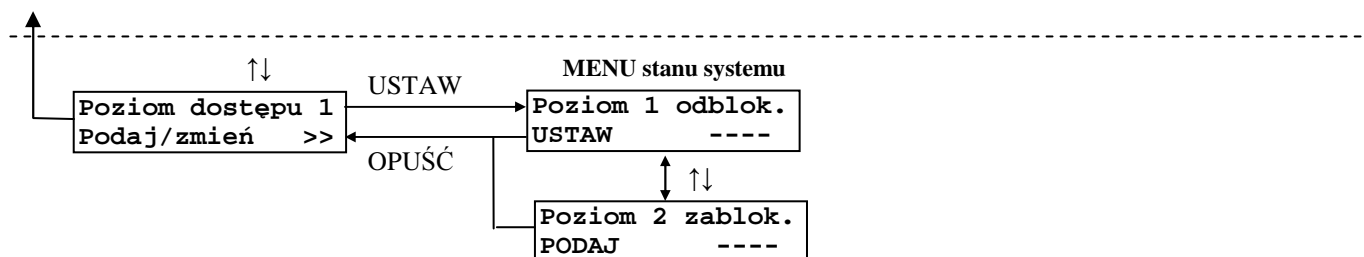 ↑↓
USTAW
MENU stanu systemu
Poziom dostępu 1
Podaj/zmień >>
Poziom 1 odblok.
USTAW ----
OPUŚĆ
↑↓
Poziom 2 zablok.
PODAJ ----